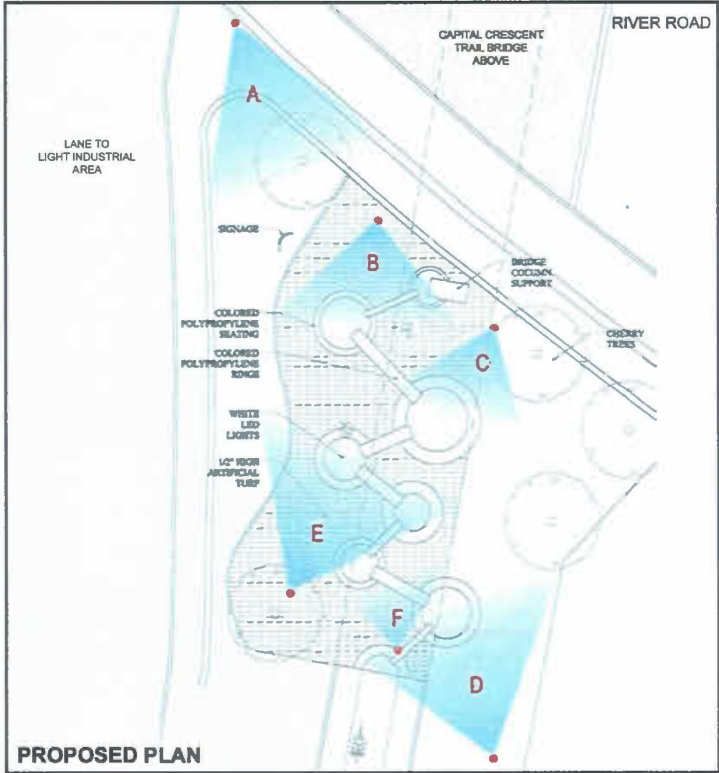 RIVER ROAD
CAPITAL CRESCENT
TRAIL BRIDGE
ABOVE
A
LANE TO
LIGHT INDUSTRIAL
AREA
SIGNAGE
B
BRIDGE
COLUMN
SUPPORT
COLORED
POLYPROPYLENE
SEATING
CHERRY
TREES
C
COLORED
POLYPROPYLENE
RINGS
WHITE
LED
LIGHTS
1/2" HIGH
ARTIFICIAL
TURF
E
F
D
PROPOSED PLAN